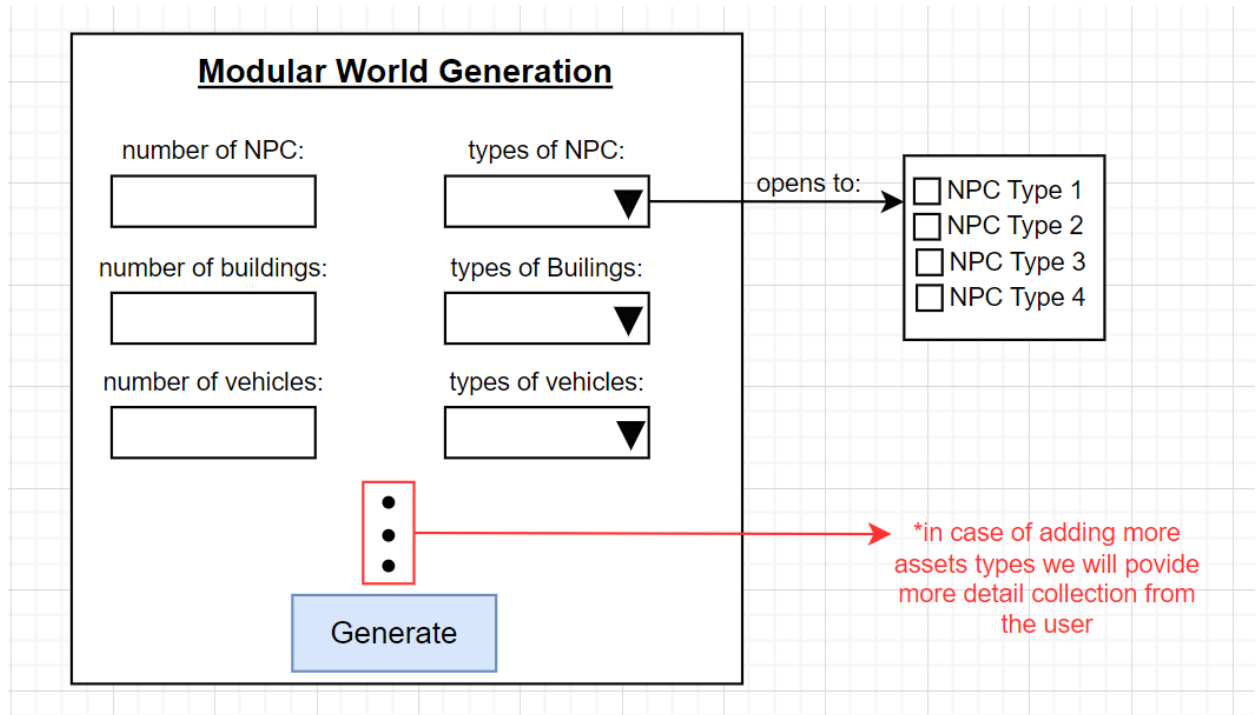 Modular World Generation
number of NPC:
types of NPC:
opens to:
NPC Type 1
NPC Type 2
NPC Type 3
NPC Type 4
number of buildings:
types of Builings:
number of vehicles:
types of vehicles:
*in case of adding more
assets types we will povide
more detail collection from
the user
Generate